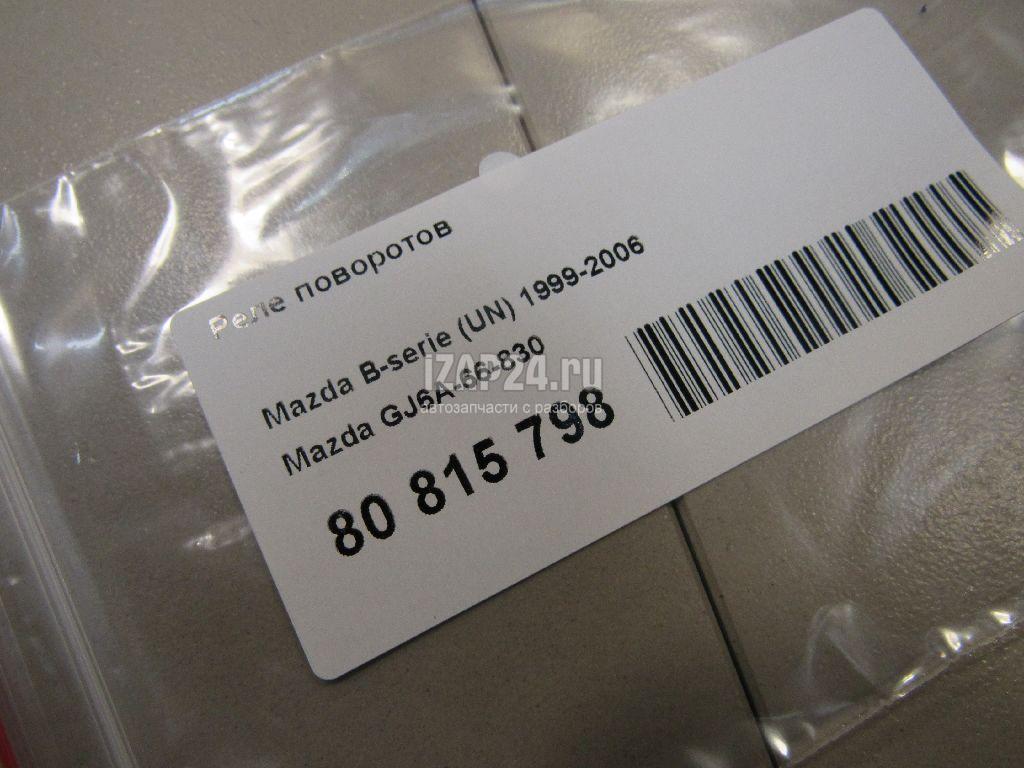 Реле поворотов
Mazda B-serie (UN) 1999-2006
Mazda GJ6A-66-830
80 815 798
IZAP24.ru
автозапчасти с разборов